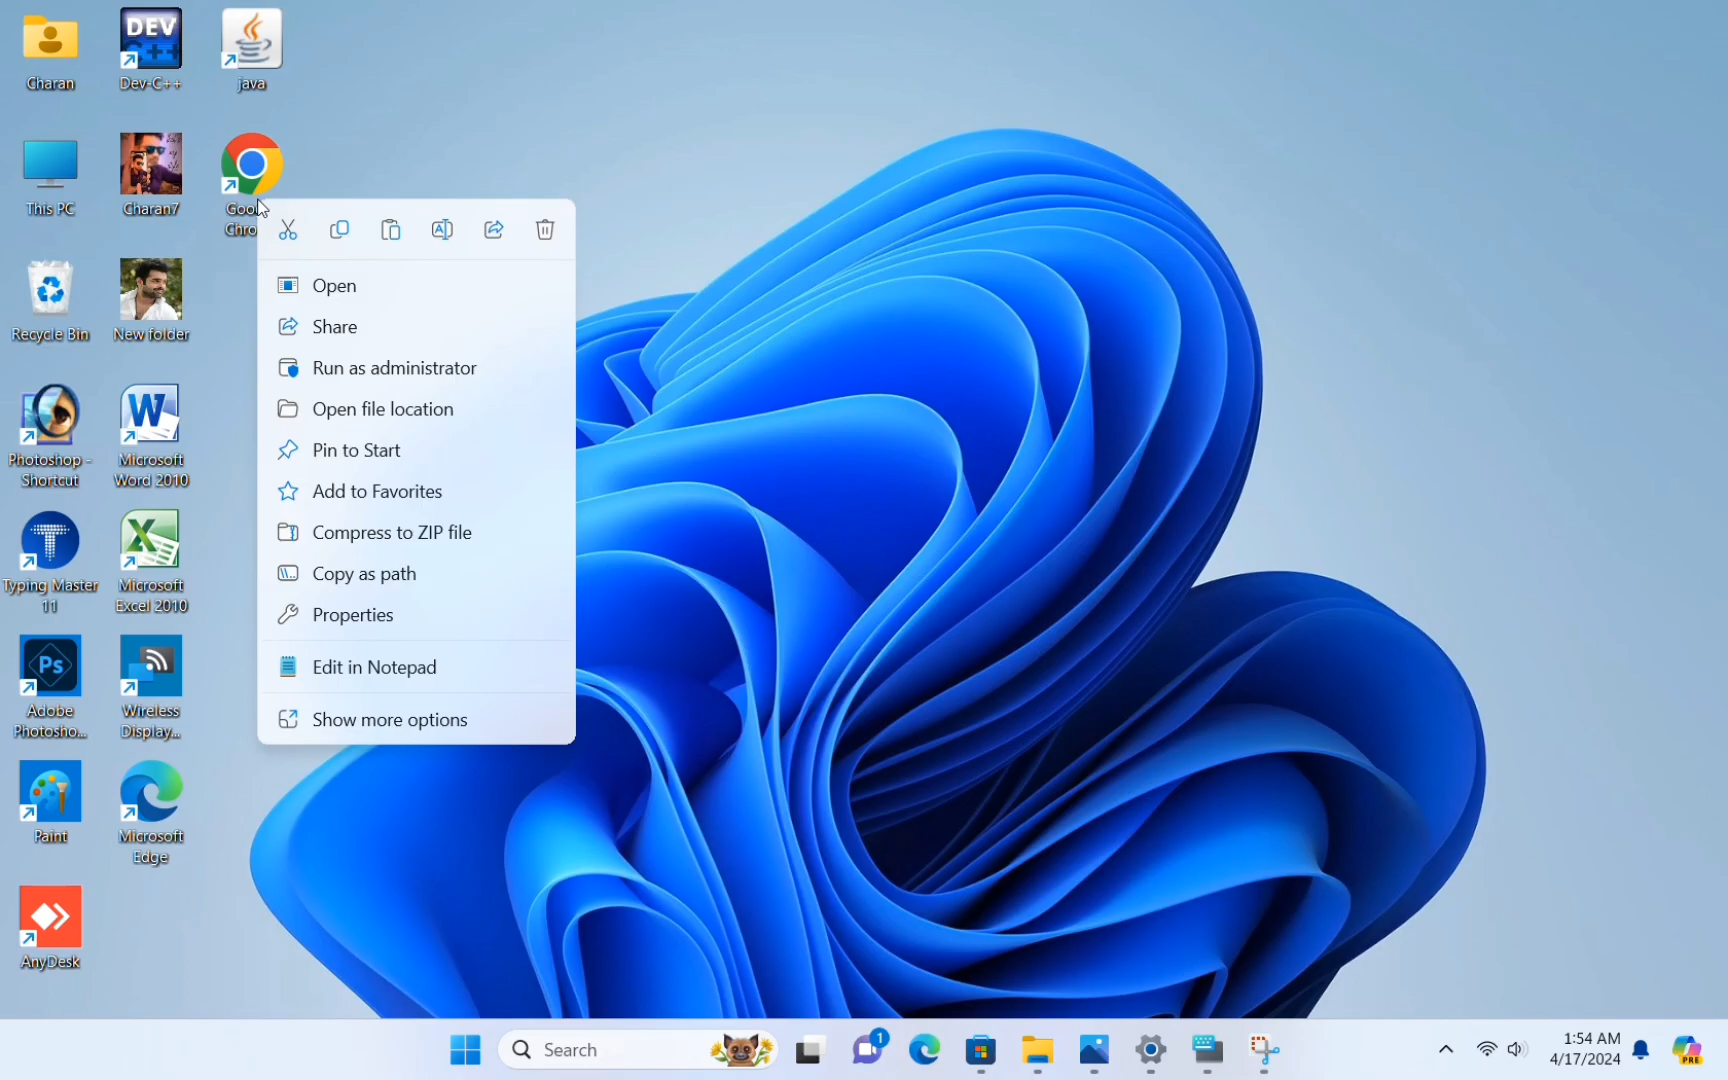 Charan
DEV
C++
Dev-C++
java
This PC
Charan7
Goo
Chro
Recycle Bin
New folder
Photoshop -
Shortcut
W
Microsoft
Word 2010
T
Typing Master
11
X
Microsoft
Excel 2010
Ps
Adobe
Photosho...
Wireless
Display...
Paint
Microsoft
Edge
AnyDesk
A
Open
Share
Run as administrator
Open file location
Pin to Start
Add to Favorites
Compress to ZIP file
Copy as path
Properties
Edit in Notepad
Show more options
Search
1
1:54 AM
4/17/2024
PRE